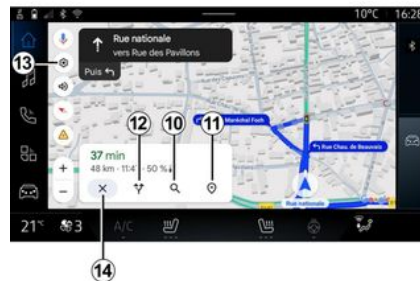 10°C 16:28
Rue nationale
vers Rue des Pavillons
Puis
13
Maréchal Foch
Rue Chau. de Beauvais
12
10
11
37 min
48 km · 11:4
50 %
Rue nationale
21°
3
A/C
14